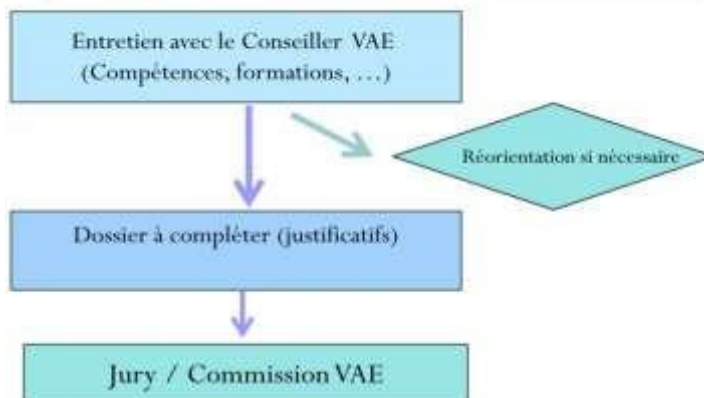 Entretien avec le Conseiller VAE
(Compétences, formations, …)
Réorientation si nécessaire
Dossier à compléter (justificatifs)
Jury / Commission VAE